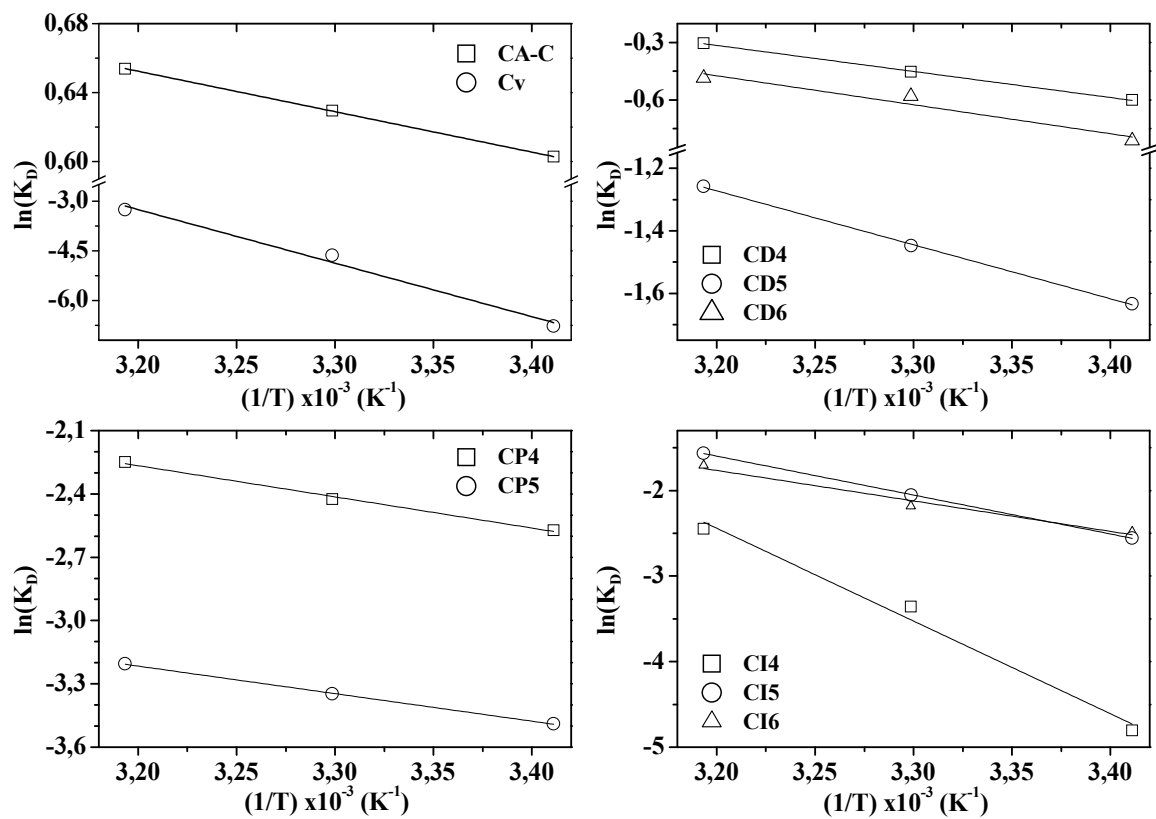 0,68
0,64
0,60
-3,0
-4,5
-6,0
ln(K_D)
CA-C
Cv
3,20 3,25 3,30 3,35 3,40
(1/T) x10^-3 (K^-1)
-0,3
-0,6
-1,2
-1,4
-1,6
ln(K_D)
CD4
CD5
CD6
3,20 3,25 3,30 3,35 3,40
(1/T) x10^-3 (K^-1)
-2,1
-2,4
-2,7
-3,0
-3,3
-3,6
ln(K_D)
CP4
CP5
3,20 3,25 3,30 3,35 3,40
(1/T) x10^-3 (K^-1)
-2
-3
-4
-5
ln(K_D)
CI4
CI5
CI6
3,20 3,25 3,30 3,35 3,40
(1/T) x10^-3 (K^-1)